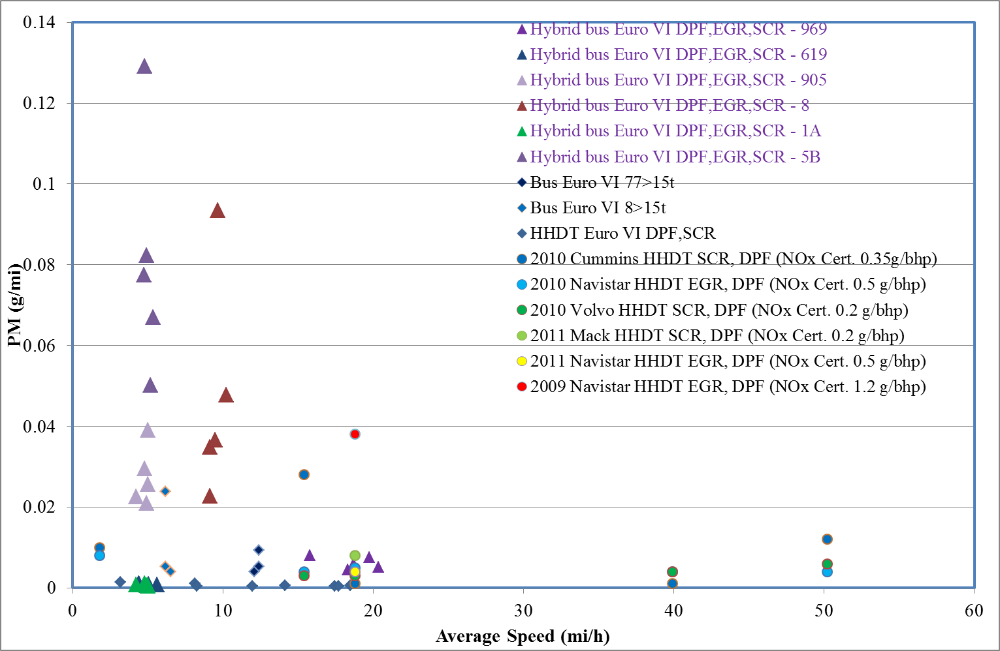 0.14
0.12
0.1
0.08
0.06
0.04
0.02
0
PM (g/mi)
Hybrid bus Euro VI DPF,EGR,SCR - 969
Hybrid bus Euro VI DPF,EGR,SCR - 619
Hybrid bus Euro VI DPF,EGR,SCR - 905
Hybrid bus Euro VI DPF,EGR,SCR - 8
Hybrid bus Euro VI DPF,EGR,SCR - 1A
Hybrid bus Euro VI DPF,EGR,SCR - 5B
Bus Euro VI 77>15t
Bus Euro VI 8>15t
HHDT Euro VI DPF,SCR
2010 Cummins HHDT SCR, DPF (NOx Cert. 0.35g/bhp)
2010 Navistar HHDT EGR, DPF (NOx Cert. 0.5 g/bhp)
2010 Volvo HHDT SCR, DPF (NOx Cert. 0.2 g/bhp)
2011 Mack HHDT SCR, DPF (NOx Cert. 0.2 g/bhp)
2011 Navistar HHDT EGR, DPF (NOx Cert. 0.5 g/bhp)
2009 Navistar HHDT EGR, DPF (NOx Cert. 1.2 g/bhp)
0 10 20 30 40 50 60
Average Speed (mi/h)